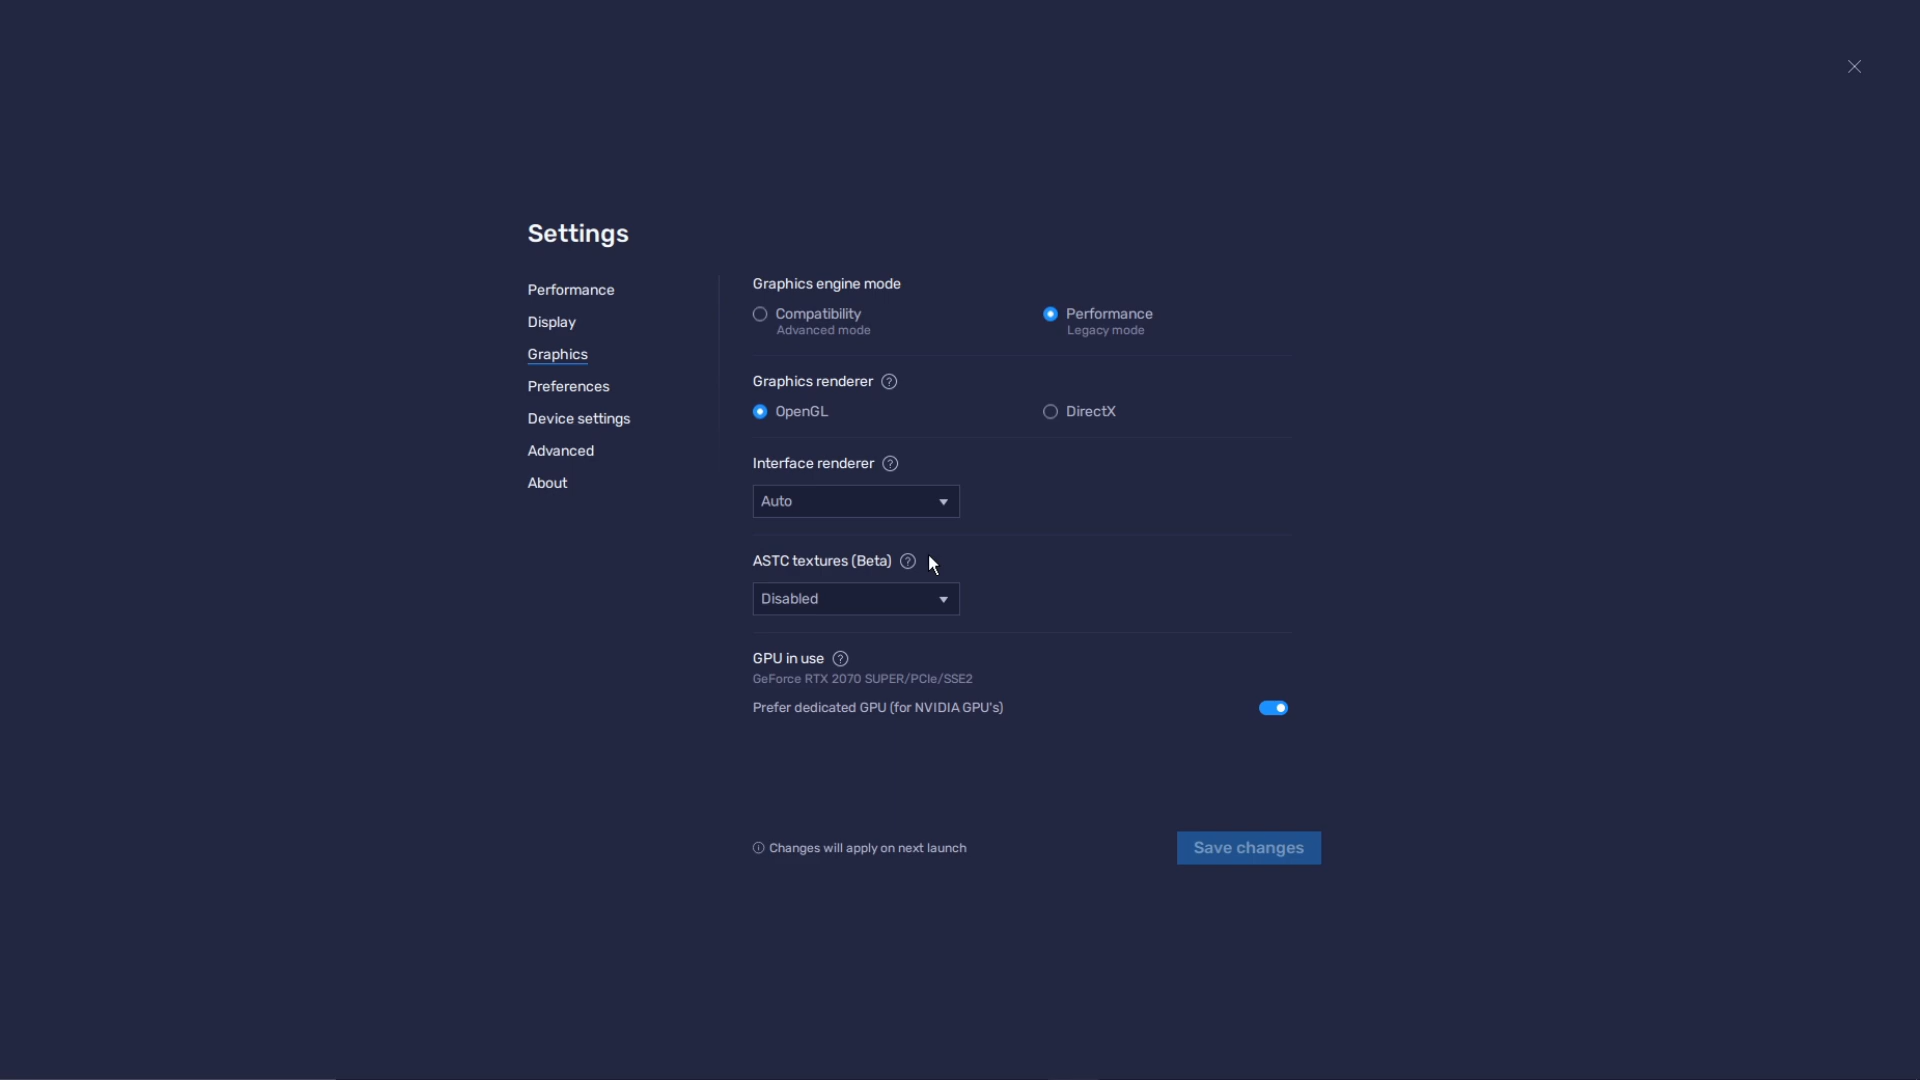 Settings
Performance
Display
Graphics
Preferences
Device settings
Advanced
About
Graphics engine mode
Compatibility
Advanced mode
Performance
Legacy mode
Graphics renderer ?
OpenGL
DirectX
Interface renderer ?
Auto
ASTC textures (Beta) ?
Disabled
GPU in use ?
GeForce RTX 2070 SUPER/PCIe/SSE2
Prefer dedicated GPU (for NVIDIA GPU's)
Changes will apply on next launch
Save changes